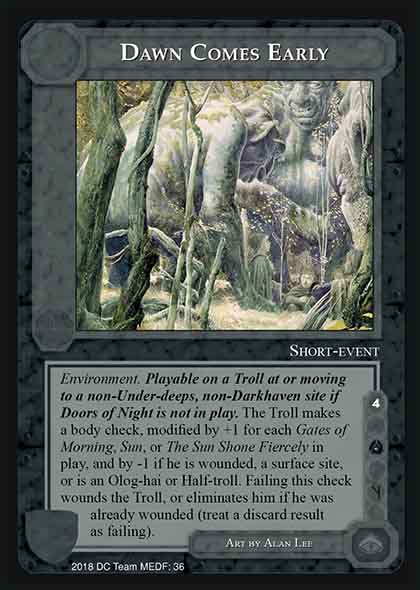 Dawn Comes Early
Short-event
Environment. Playable on a Troll at or moving
to a non-Under-deeps, non-Darkhaven site if
Doors of Night is not in play. The Troll makes
a body check, modified by +1 for each Gates of
Morning, Sun, or The Sun Shone Fiercely in
play, and by -1 if he is wounded, a surface site,
or is an Olog-hai or Half-troll. Failing this check
wounds the Troll, or eliminates him if he was
already wounded (treat a discard result
as failing).
4
Art by Alan Lee
2018 DC Team MEDF: 36